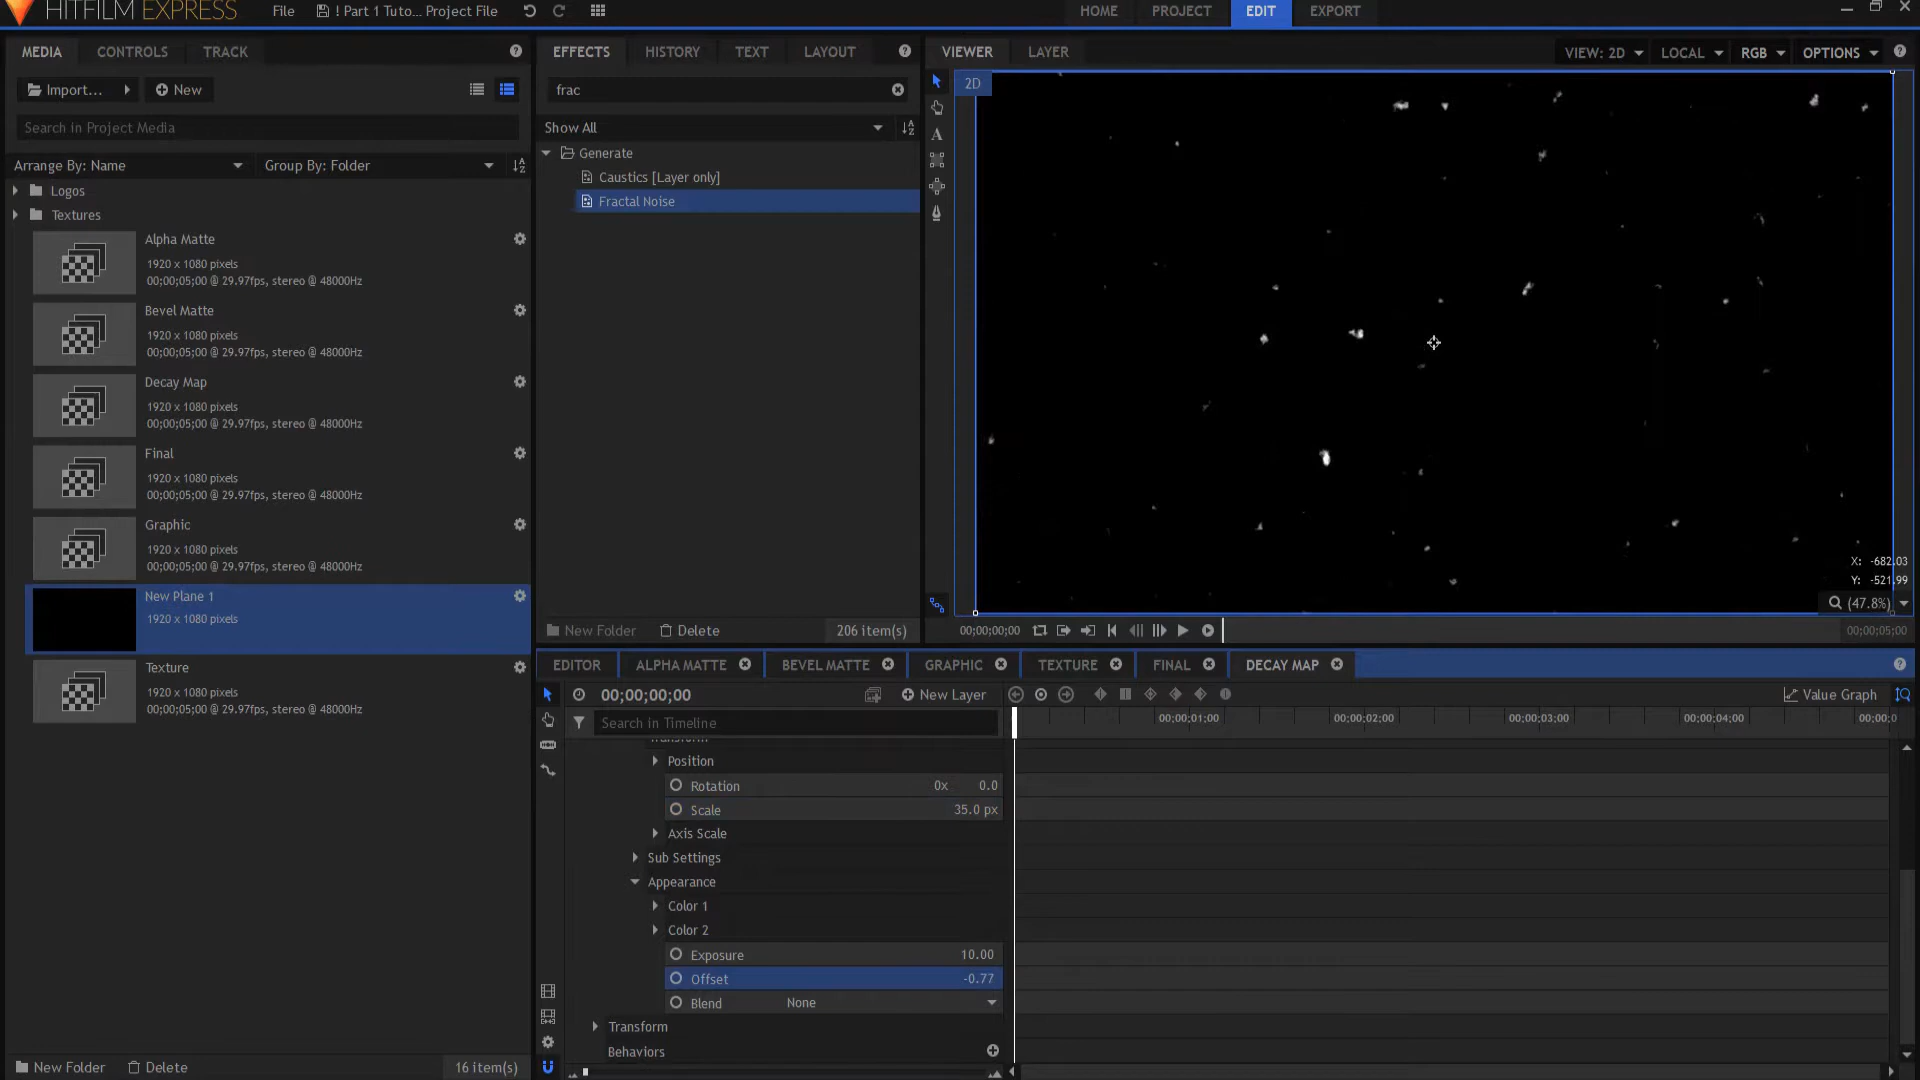 HITFILM EXPRESS
File
! Part 1 Tuto... Project File
HOME
PROJECT
EDIT
EXPORT
MEDIA
CONTROLS
TRACK
Import...
New
Search in Project Media
Arrange By: Name
Group By: Folder
Logos
Textures
Alpha Matte
1920 x 1080 pixels
00;00;05;00 @ 29.97fps, stereo @ 48000Hz
Bevel Matte
1920 x 1080 pixels
00;00;05;00 @ 29.97fps, stereo @ 48000Hz
Decay Map
1920 x 1080 pixels
00;00;05;00 @ 29.97fps, stereo @ 48000Hz
Final
1920 x 1080 pixels
00;00;05;00 @ 29.97fps, stereo @ 48000Hz
Graphic
1920 x 1080 pixels
00;00;05;00 @ 29.97fps, stereo @ 48000Hz
New Plane 1
1920 x 1080 pixels
Texture
1920 x 1080 pixels
00;00;05;00 @ 29.97fps, stereo @ 48000Hz
New Folder
Delete
16 item(s)
EFFECTS
HISTORY
TEXT
LAYOUT
frac
Show All
Generate
Caustics [Layer only]
Fractal Noise
New Folder
Delete
206 item(s)
VIEWER
LAYER
VIEW: 2D
LOCAL
RGB
OPTIONS
2D
X: -682.03
Y: -521.99
(47.8%)
00;00;00;00
00;00;05;00
EDITOR
ALPHA MATTE
BEVEL MATTE
GRAPHIC
TEXTURE
FINAL
DECAY MAP
00;00;00;00
New Layer
Value Graph
Search in Timeline
00;00;01;00
00;00;02;00
00;00;03;00
00;00;04;00
00;00;0
Transform
Position
Rotation 0x 0.0
Scale 35.0 px
Axis Scale
Sub Settings
Appearance
Color 1
Color 2
Exposure 10.00
Offset -0.77
Blend None
Transform
Behaviors